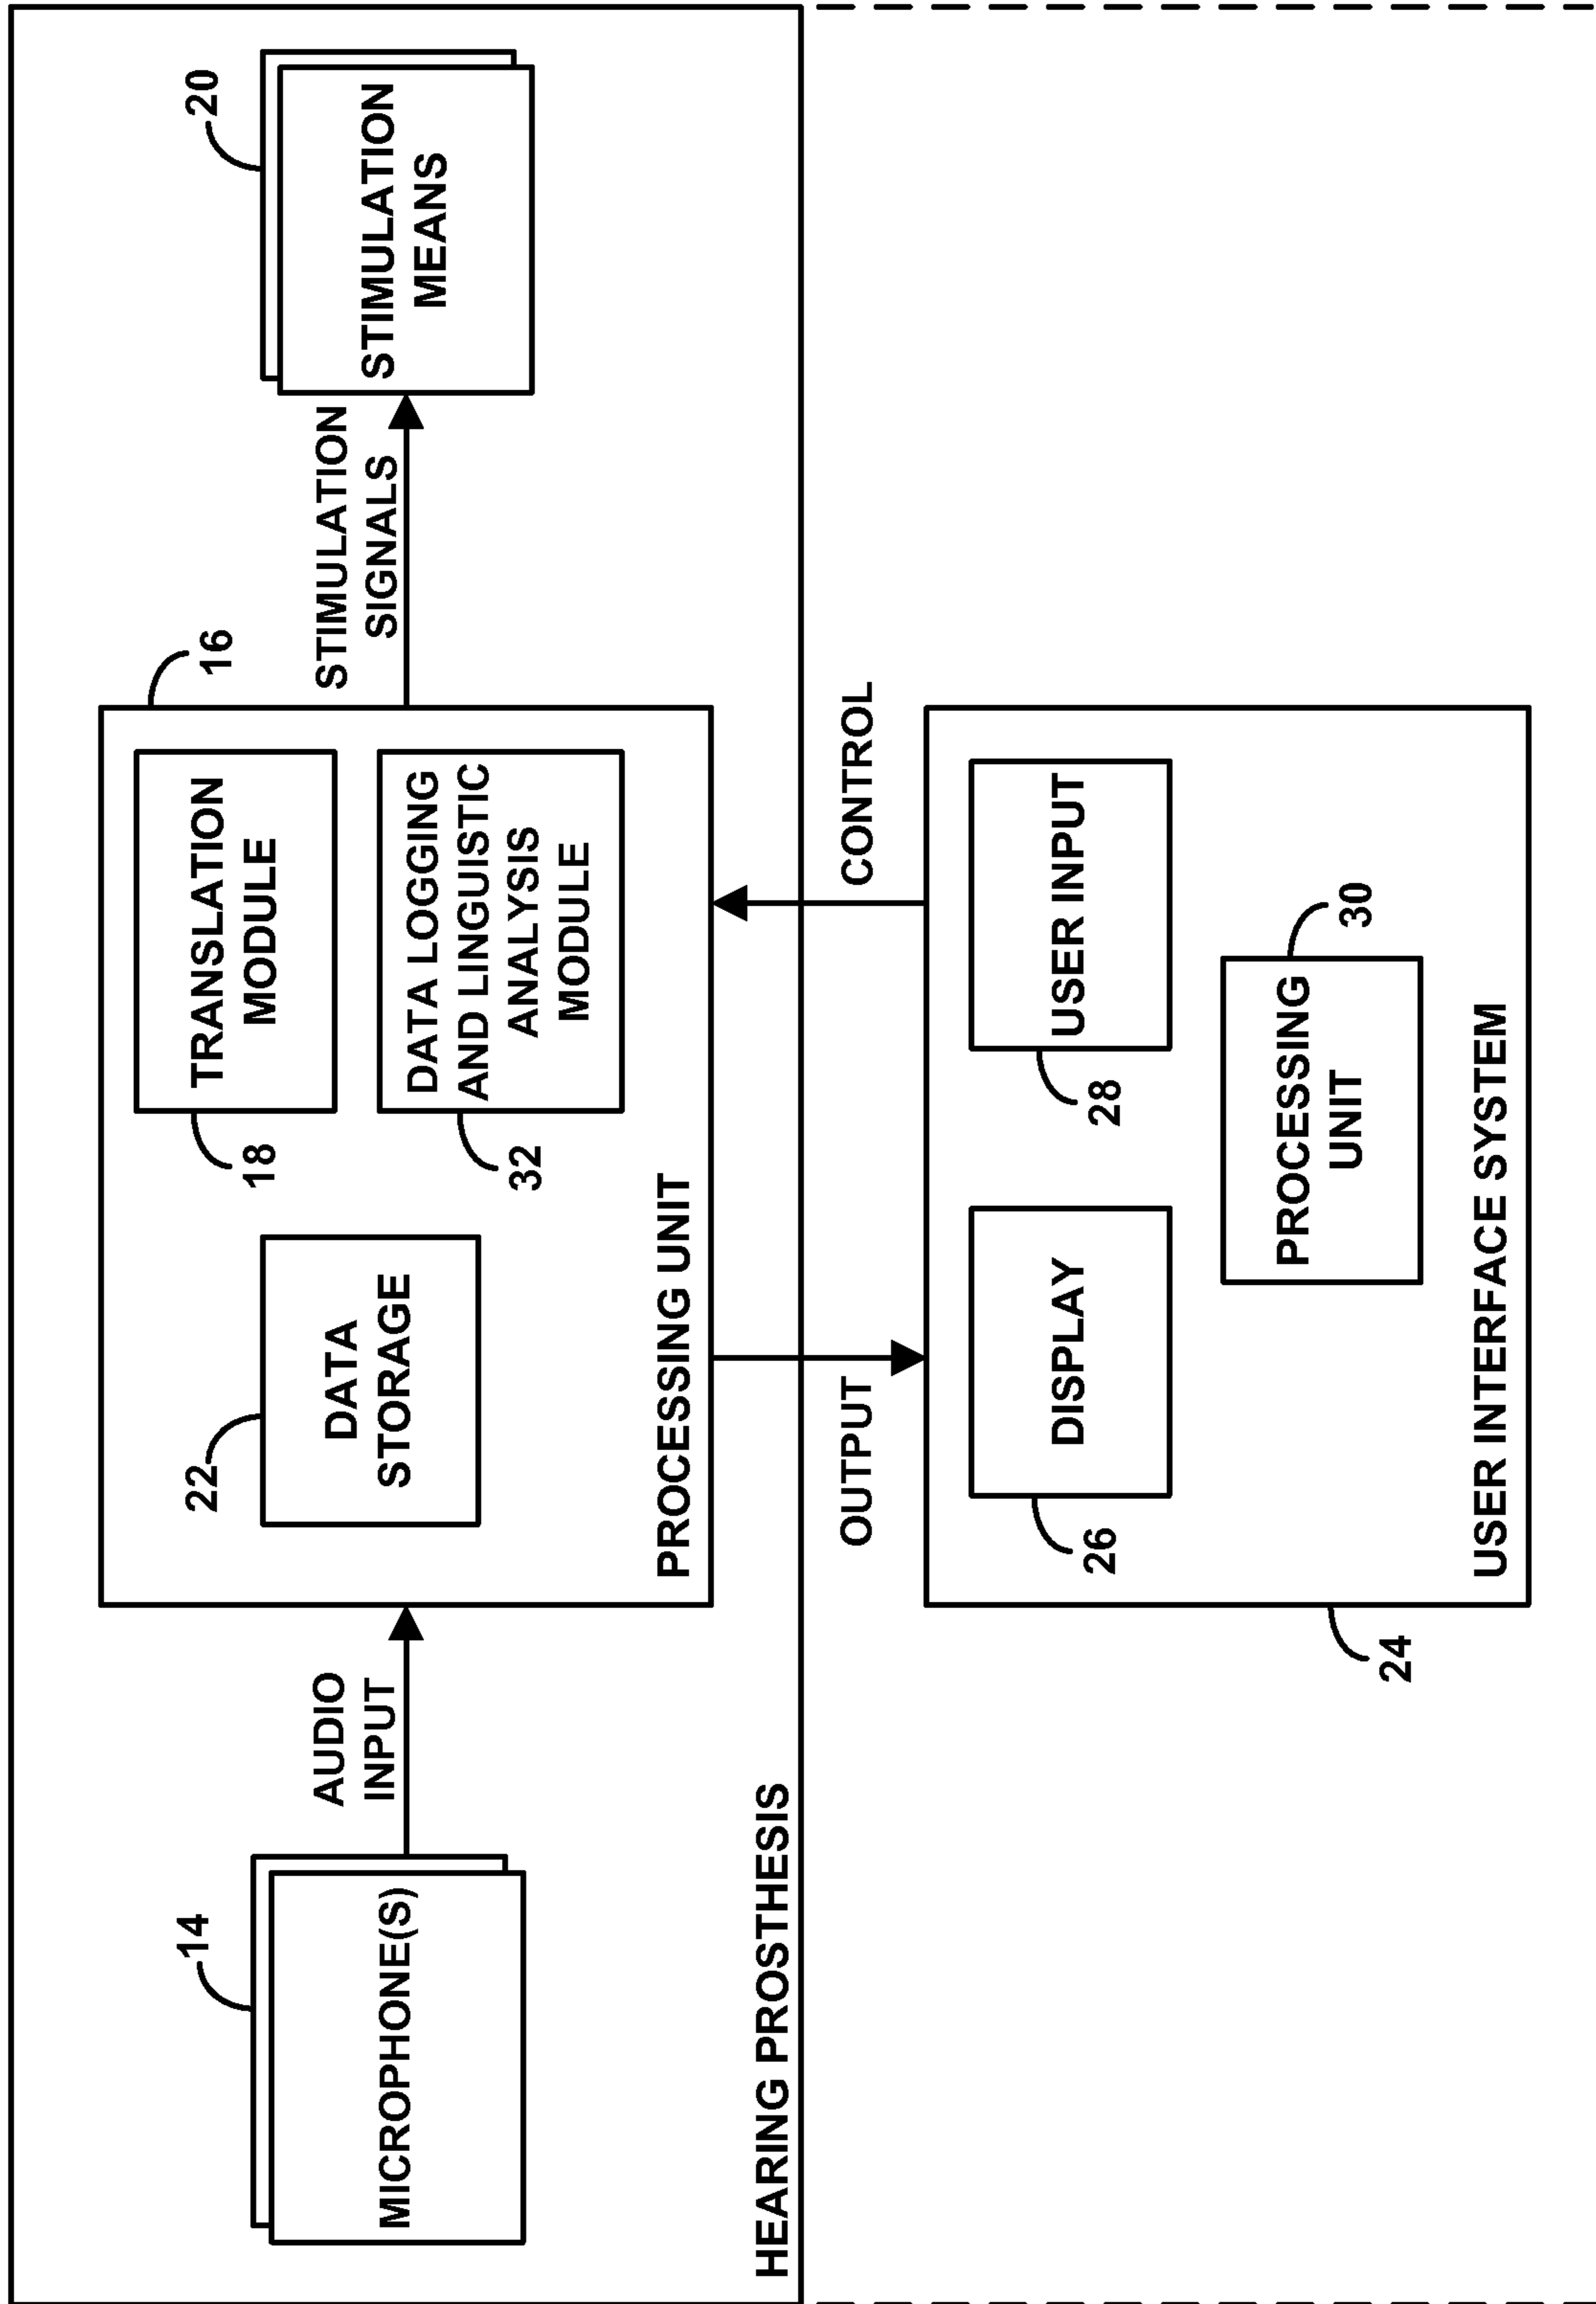 14
MICROPHONE(S)
AUDIO
INPUT
22
DATA
STORAGE
18
TRANSLATION
MODULE
32
DATA LOGGING
AND LINGUISTIC
ANALYSIS
MODULE
PROCESSING UNIT
16
STIMULATION
SIGNALS
20
STIMULATION
MEANS
HEARING PROSTHESIS
OUTPUT
CONTROL
26
DISPLAY
28
USER INPUT
PROCESSING
UNIT
30
USER INTERFACE SYSTEM
24